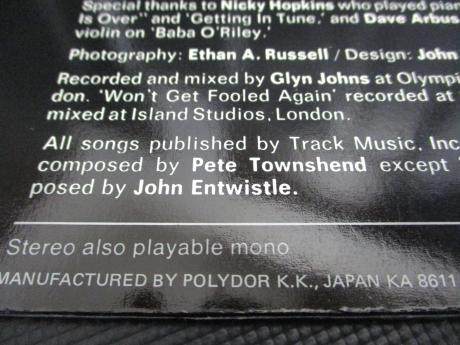 Special thanks to Nicky Hopkins who played pian
Is Over" and 'Getting In Tune,' and Dave Arbus
violin on 'Baba O'Riley.'
Photography: Ethan A. Russell / Design: John
Recorded and mixed by Glyn Johns at Olympi
don. 'Won't Get Fooled Again' recorded at
mixed at Island Studios, London.
All songs published by Track Music, Inc
composed by Pete Townshend except
posed by John Entwistle.
Stereo also playable mono
MANUFACTURED BY POLYDOR K.K., JAPAN KA 8611